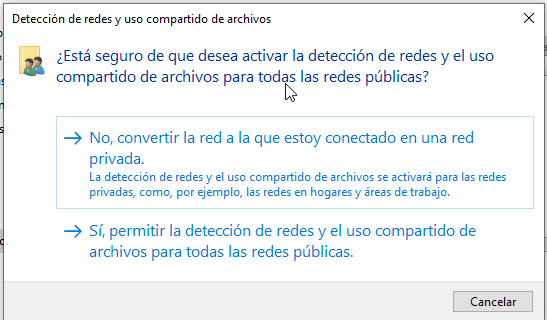 Detección de redes y uso compartido de archivos
¿Está seguro de que desea activar la detección de redes y el uso
compartido de archivos para todas las redes públicas?
No, convertir la red a la que estoy conectado en una red
privada.
La detección de redes y el uso compartido de archivos se activará para las redes
privadas, como, por ejemplo, las redes en hogares y áreas de trabajo.
Sí, permitir la detección de redes y el uso compartido de
archivos para todas las redes públicas.
Cancelar